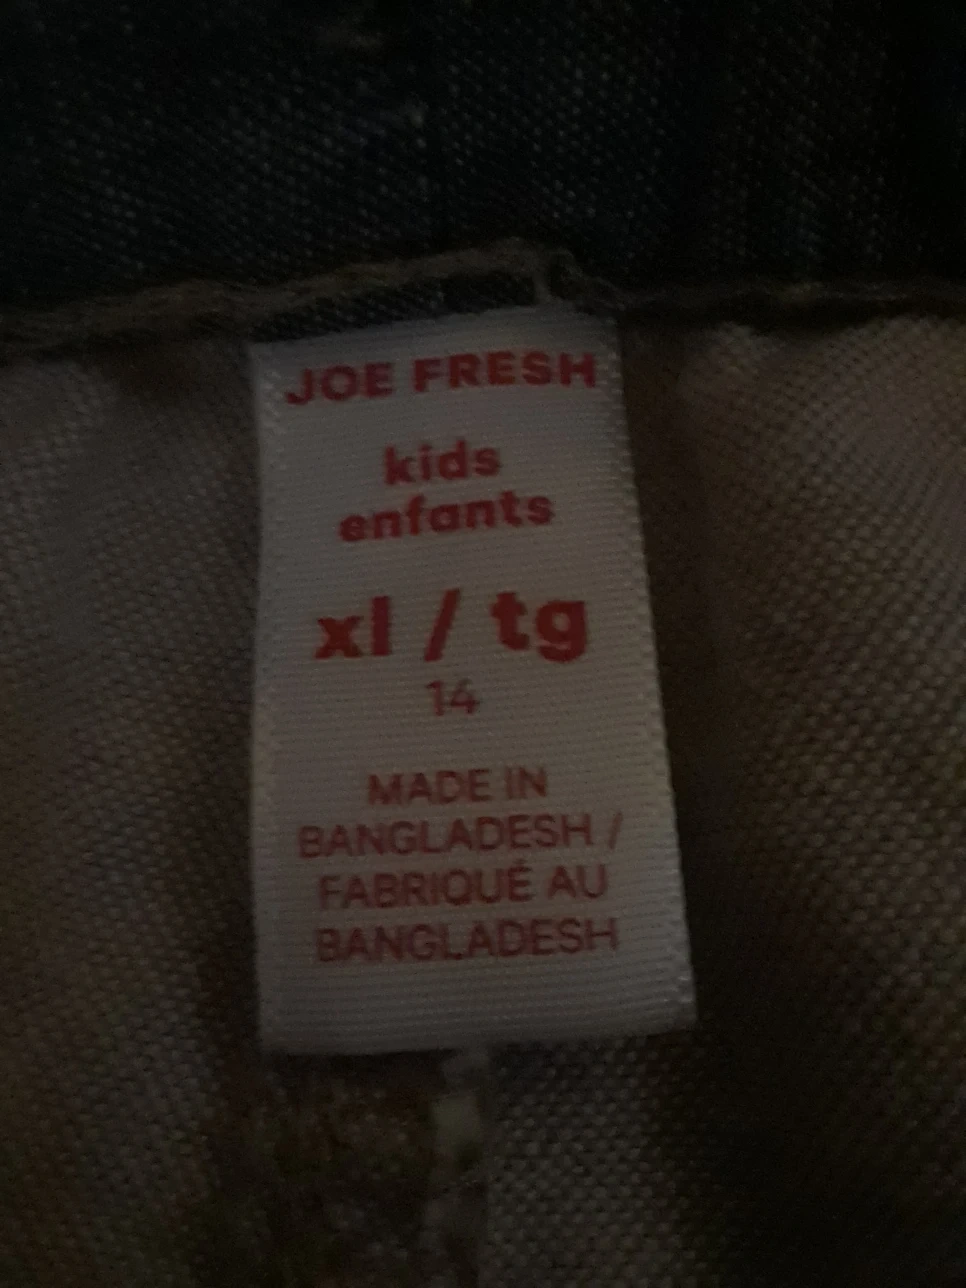 JOE FRESH
kids
enfants
xl / tg
14
MADE IN
BANGLADESH /
FABRIQUÉ AU
BANGLADESH